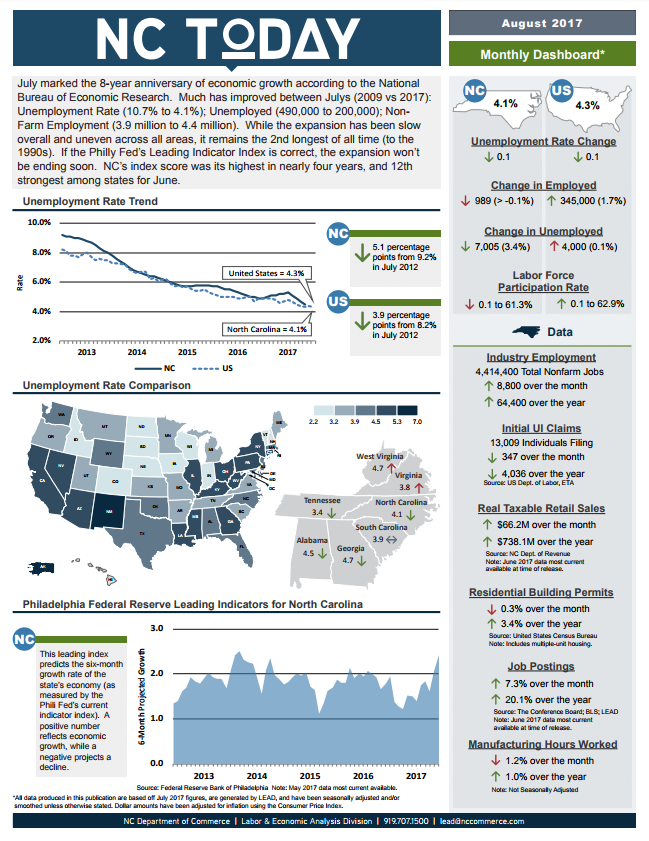 NC TODAY
August 2017
Monthly Dashboard*
July marked the 8-year anniversary of economic growth according to the National
Bureau of Economic Research.  Much has improved between Julys (2009 vs 2017):
Unemployment Rate (10.7% to 4.1%); Unemployed (490,000 to 200,000); Non-
Farm Employment (3.9 million to 4.4 million).  While the expansion has been slow
overall and uneven across all areas, it remains the 2nd longest of all time (to the
1990s).  If the Philly Fed's Leading Indicator Index is correct, the expansion won't
be ending soon.  NC's index score was its highest in nearly four years, and 12th
strongest among states for June.
Unemployment Rate Trend
10.0%
8.0%
6.0%
4.0%
2.0%
Rate
2013
2014
2015
2016
2017
United States = 4.3%
North Carolina = 4.1%
NC
US
NC
5.1 percentage
points from 9.2%
in July 2012
US
3.9 percentage
points from 8.2%
in July 2012
Unemployment Rate Comparison
2.2 3.2 3.9 4.5 5.3 7.0
West Virginia
4.7
Virginia
3.8
Tennessee
3.4
North Carolina
4.1
South Carolina
3.9
Alabama
4.5
Georgia
4.7
Philadelphia Federal Reserve Leading Indicators for North Carolina
NC
This leading index
predicts the six-month
growth rate of the
state's economy (as
measured by the
Phili Fed's current
indicator index). A
positive number
reflects economic
growth, while a
negative projects a
decline.
6-Month Projected Growth
3.0
2.0
1.0
0.0
2013
2014
2015
2016
2017
Source: Federal Reserve Bank of Philadelphia  Note: May 2017 data most current.
*All data produced in this publication are based off July 2017 figures, are generated by LEAD, and have been seasonally adjusted and/or
smoothed unless otherwise stated. Dollar amounts have been adjusted for inflation using the Consumer Price Index.
NC
4.1%
US
4.3%
Unemployment Rate Change
0.1
0.1
Change in Employed
989 (> -0.1%)
345,000 (1.7%)
Change in Unemployed
7,005 (3.4%)
4,000 (0.1%)
Labor Force
Participation Rate
0.1 to 61.3%
0.1 to 62.9%
Data
Industry Employment
4,414,400 Total Nonfarm Jobs
8,800 over the month
64,400 over the year
Initial UI Claims
13,009 Individuals Filing
347 over the month
4,036 over the year
Source: US Dept. of Labor, ETA
Real Taxable Retail Sales
$66.2M over the month
$738.1M over the year
Source: NC Dept. of Revenue
Note: June 2017 data most current
available at time of release.
Residential Building Permits
0.3% over the month
3.4% over the year
Source: United States Census Bureau
Note: Includes multiple-unit housing.
Job Postings
7.3% over the month
20.1% over the year
Source: The Conference Board; BLS; LEAD
Note: June 2017 data most current
available at time of release.
Manufacturing Hours Worked
1.2% over the month
1.0% over the year
Note: Not Seasonally Adjusted
NC Department of Commerce | Labor & Economic Analysis Division | 919.707.1500 | lead@nccommerce.com